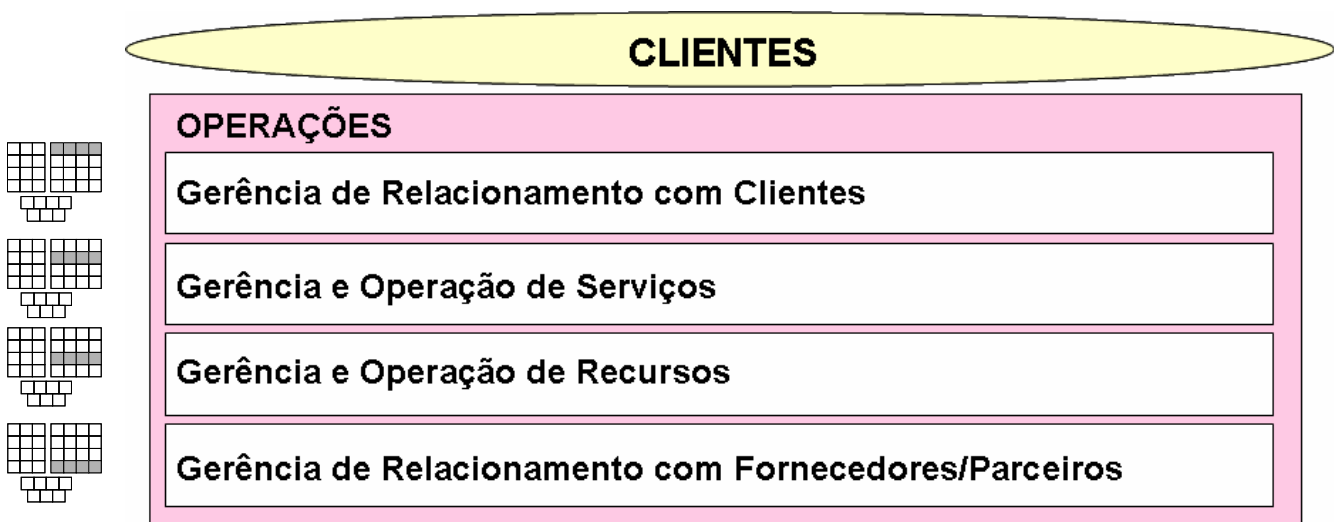 CLIENTES
OPERAÇÕES
Gerência de Relacionamento com Clientes
Gerência e Operação de Serviços
Gerência e Operação de Recursos
Gerência de Relacionamento com Fornecedores/Parceiros